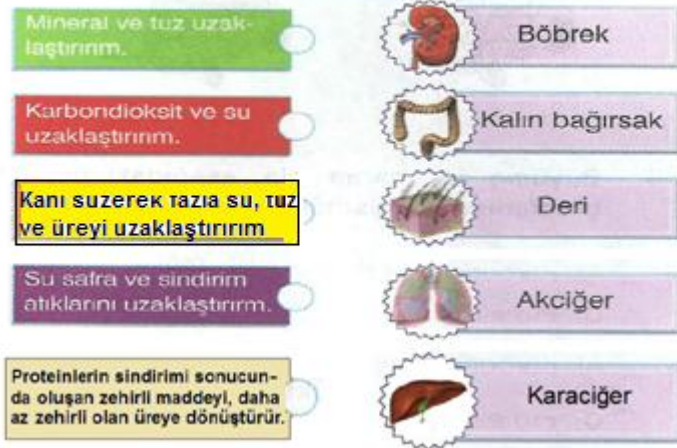 Mineral ve tuz uzak-
laştırırım.
Böbrek
Karbondioksit ve su
uzaklaştırırım.
Kalın bağırsak
Kanı süzerek fazla su, tuz
ve üreyi uzaklaştırırım
Deri
Su safra ve sindirim
atıklarını uzaklaştırırm.
Akciğer
Proteinlerin sindirimi sonucun-
da oluşan zehirli maddeyi, daha
az zehirli olan üreye dönüştürür.
Karaciğer